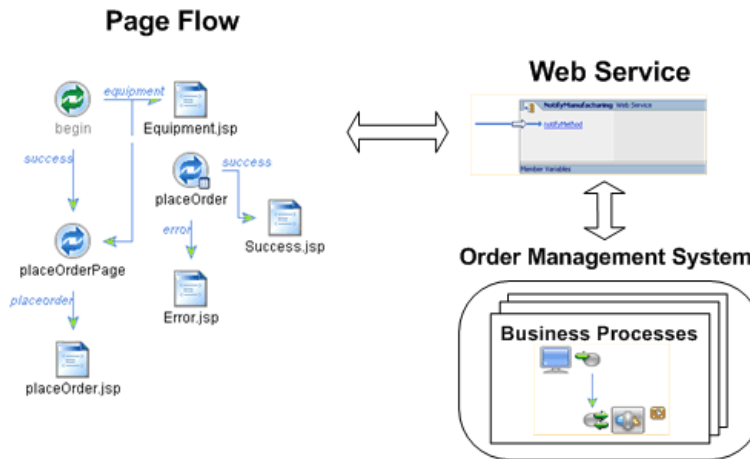 Page Flow
begin
equipment
Equipment.jsp
success
placeOrder
success
placeOrderPage
error
Success.jsp
placeorder
Error.jsp
placeOrder.jsp
Web Service
NotifyManufacturing Web Service
notifyMethod
Member Variables
Order Management System
Business Processes